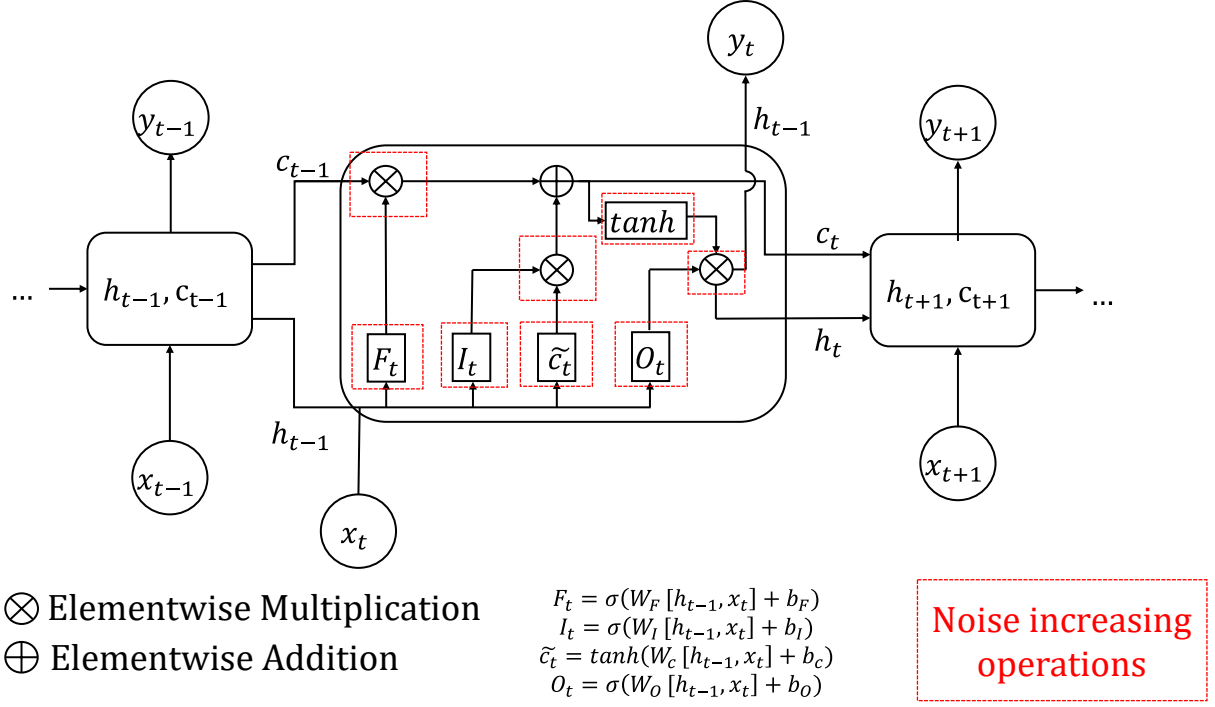 y_t
y_{t−1}
h_{t−1}
y_{t+1}
c_{t−1}
tanh
c_t
... h_{t−1}, c_{t−1}
h_{t+1}, c_{t+1} ...
F_t I_t c̃_t O_t
h_t
h_{t−1}
x_{t−1}
x_{t+1}
x_t
⊗ Elementwise Multiplication
⊕ Elementwise Addition
F_t = σ(W_F [h_{t−1}, x_t] + b_F)
I_t = σ(W_I [h_{t−1}, x_t] + b_I)
c̃_t = tanh(W_c [h_{t−1}, x_t] + b_c)
O_t = σ(W_O [h_{t−1}, x_t] + b_O)
Noise increasing
operations